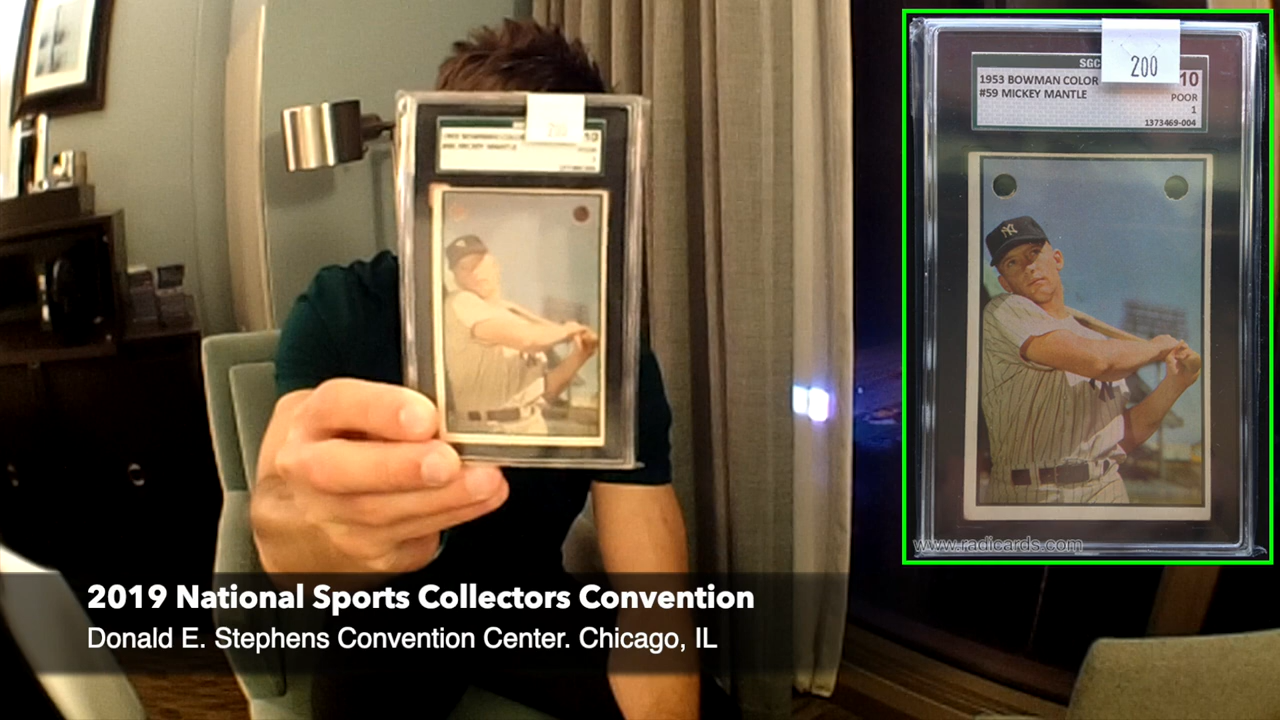 200
SGC
1953 BOWMAN COLOR
10
#59 MICKEY MANTLE
POOR
1
1373469-004
NY
www.radicards.com
2019 National Sports Collectors Convention
Donald E. Stephens Convention Center. Chicago, IL